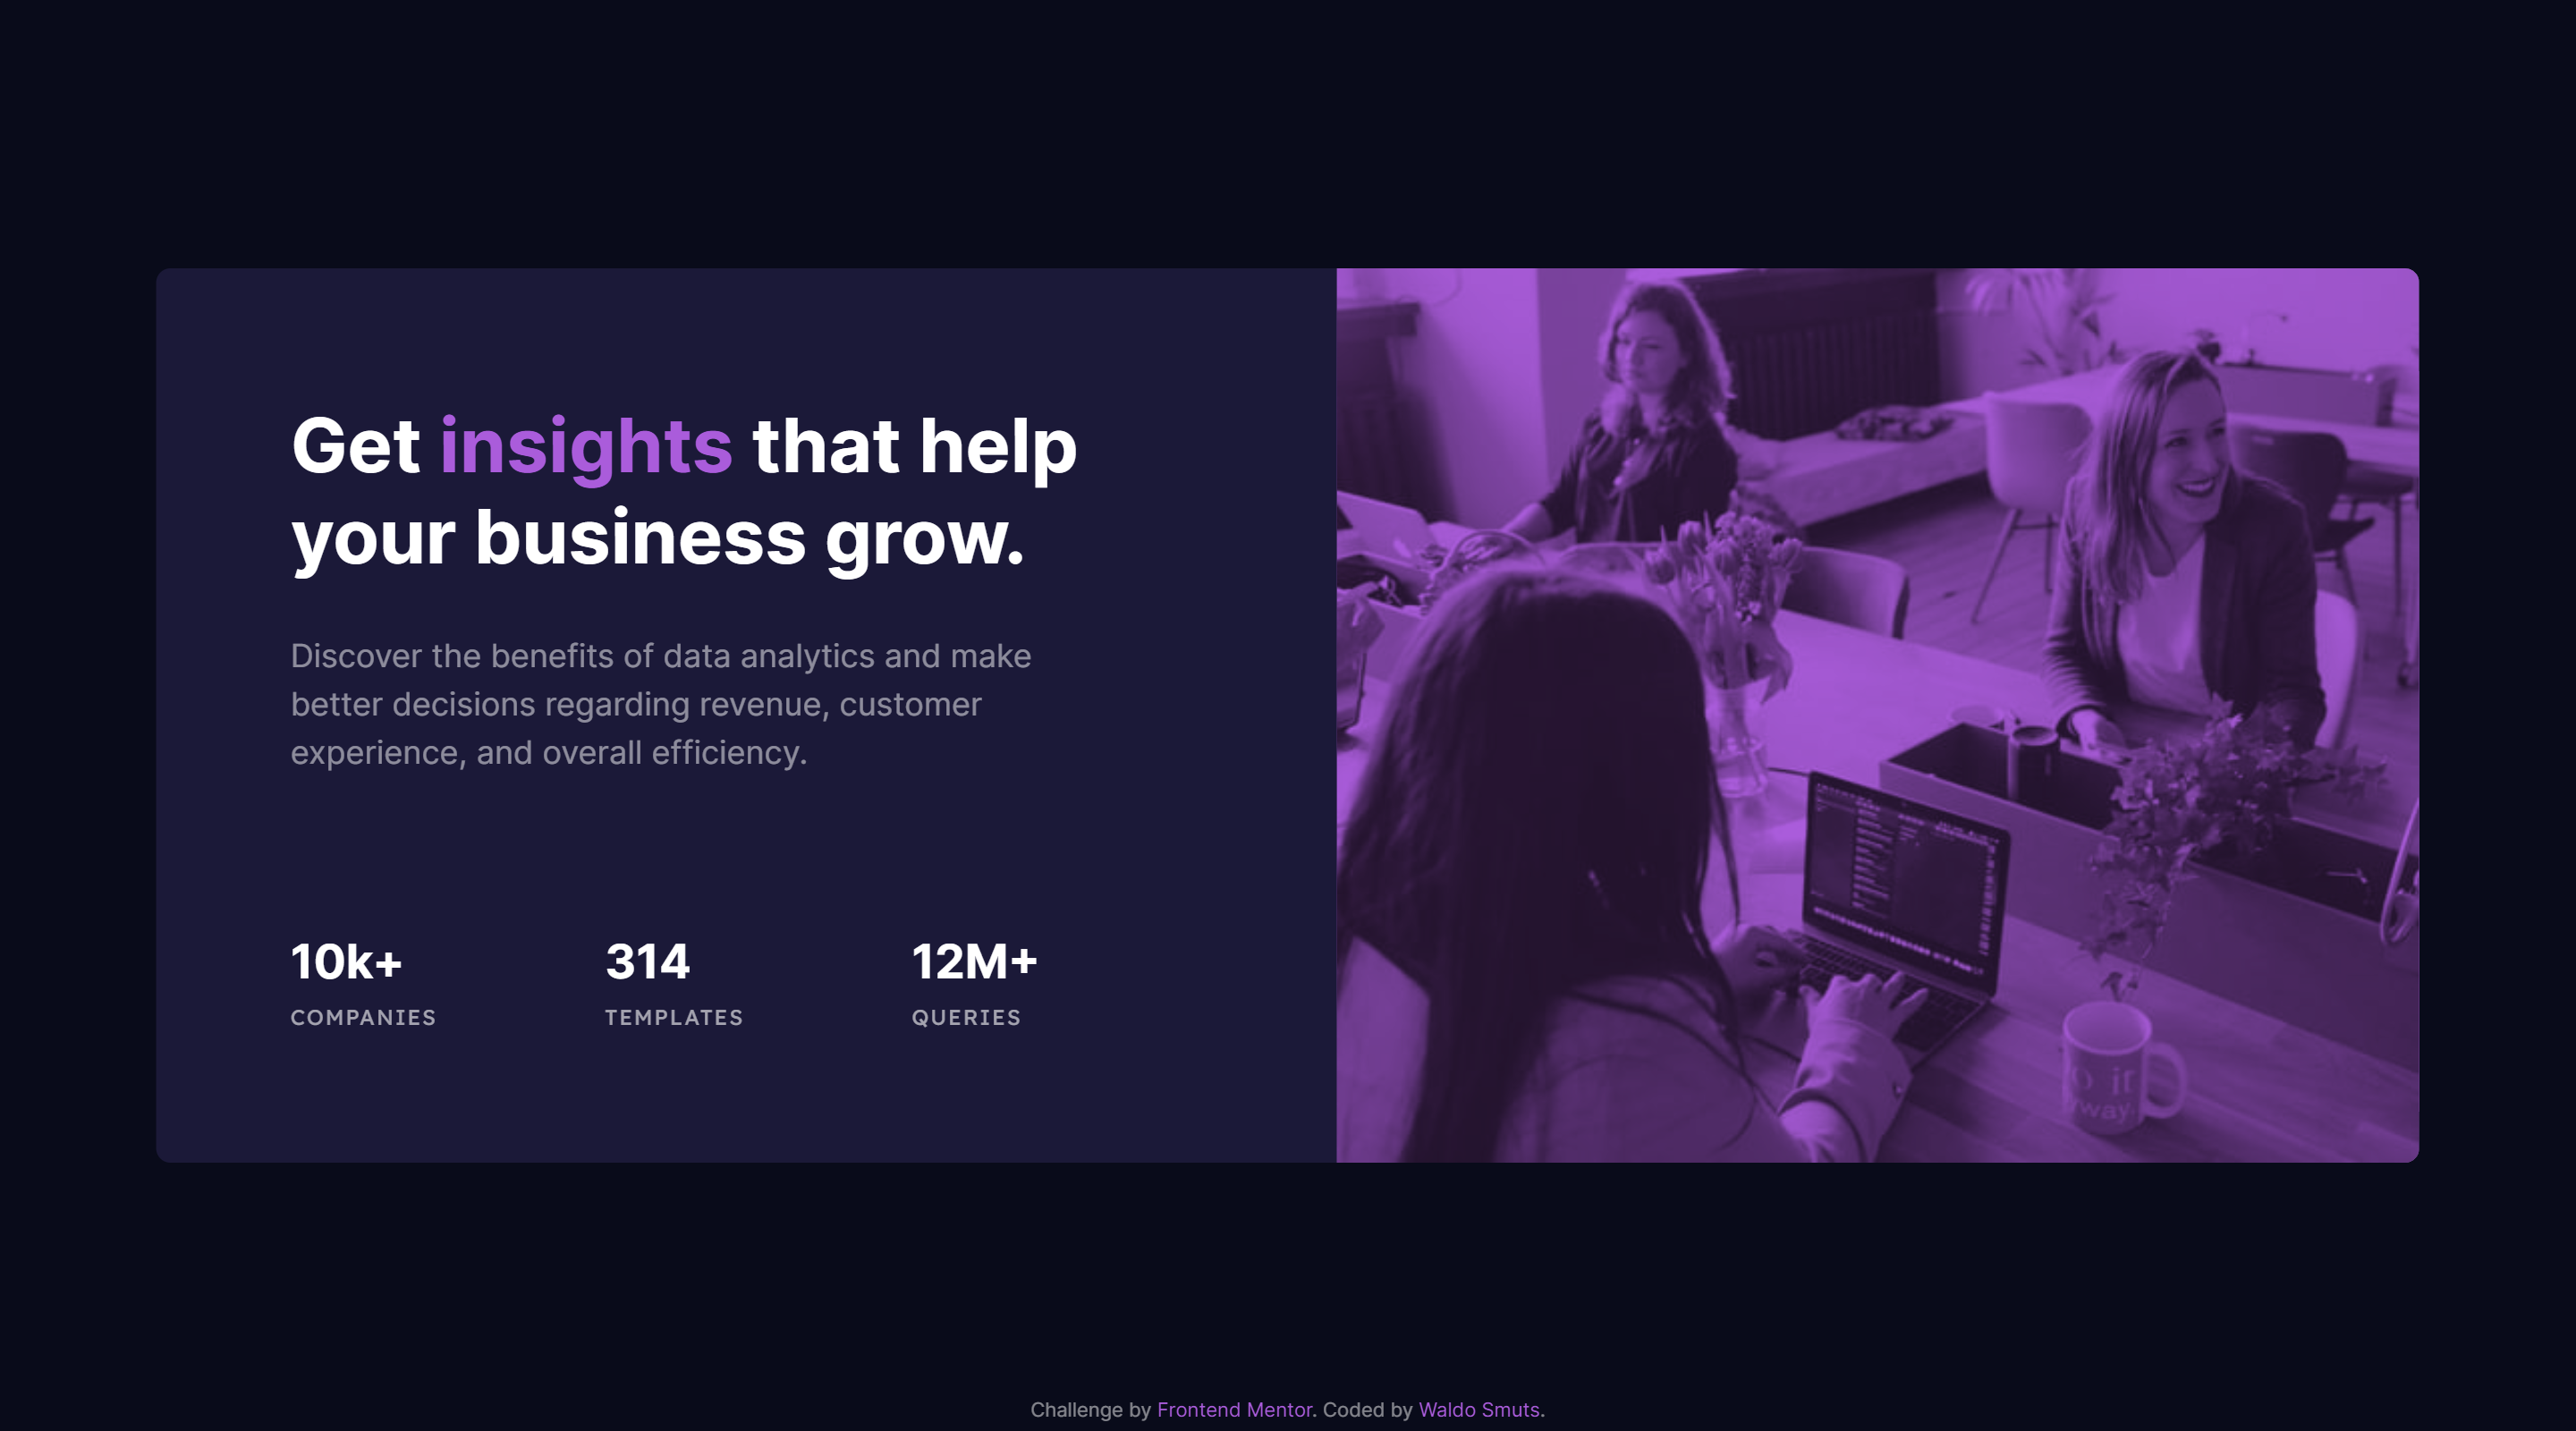 Get insights that help
your business grow.
Discover the benefits of data analytics and make
better decisions regarding revenue, customer
experience, and overall efficiency.
10k+
COMPANIES
314
TEMPLATES
12M+
QUERIES
Challenge by Frontend Mentor. Coded by Waldo Smuts.